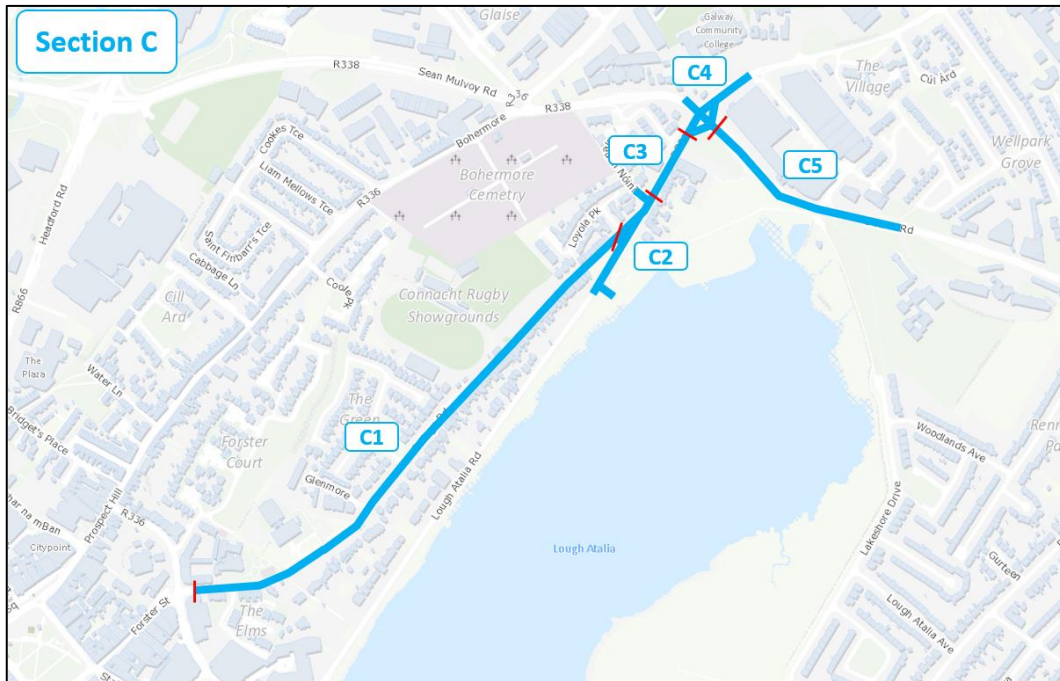 Section C
Glaise
Galway
Community
College
C4
The
Village
Cúl Ard
R338
Sean Mulvoy Rd
R336
R338
Bohermore
Wellpark
Grove
Cookes Tce
C3
C5
Bohermore
Cemetry
Liam Mellows Tce
R336
Headford Rd
Saint Finbarr's Tce
Loyola Pk
Rd
Cabbage Ln
C2
Coole Pk
Cill
Ard
Connacht Rugby
Showgrounds
R866
The
Plaza
Water Ln
The
Green
Rd
C1
Woodlands Ave
Bridget's Place
Forster
Court
Glenmore
Lough Atalia Rd
Lakeshore Drive
Prospect Hill
R336
Citypoint
Lough Atalia
Gurteen
Forster St
The
Elms
Lough Atalia Ave